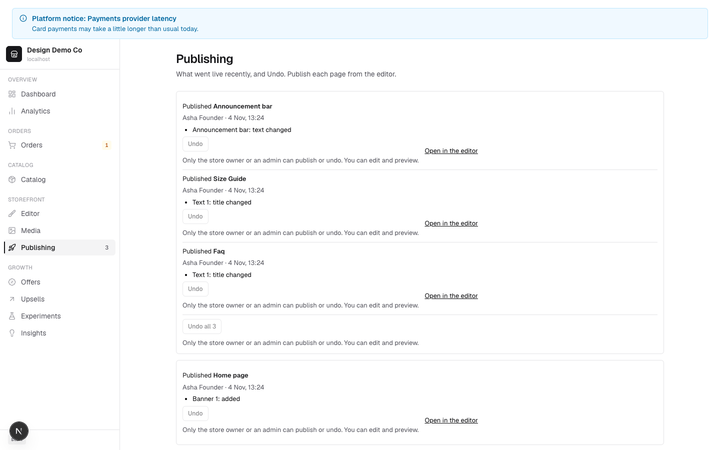 Platform notice: Payments provider latency
Card payments may take a little longer than usual today.
Design Demo Co
localhost
OVERVIEW
Dashboard
Analytics
ORDERS
Orders 1
CATALOG
Catalog
STOREFRONT
Editor
Media
Publishing 3
GROWTH
Offers
Upsells
Experiments
Insights
N
Publishing
What went live recently, and Undo. Publish each page from the editor.
Published Announcement bar
Asha Founder · 4 Nov, 13:24
• Announcement bar: text changed
Undo
Open in the editor
Only the store owner or an admin can publish or undo. You can edit and preview.
Published Size Guide
Asha Founder · 4 Nov, 13:24
• Text 1: title changed
Undo
Open in the editor
Only the store owner or an admin can publish or undo. You can edit and preview.
Published Faq
Asha Founder · 4 Nov, 13:24
• Text 1: title changed
Undo
Open in the editor
Only the store owner or an admin can publish or undo. You can edit and preview.
Undo all 3
Only the store owner or an admin can publish or undo. You can edit and preview.
Published Home page
Asha Founder · 4 Nov, 13:24
• Banner 1: added
Undo
Open in the editor
Only the store owner or an admin can publish or undo. You can edit and preview.